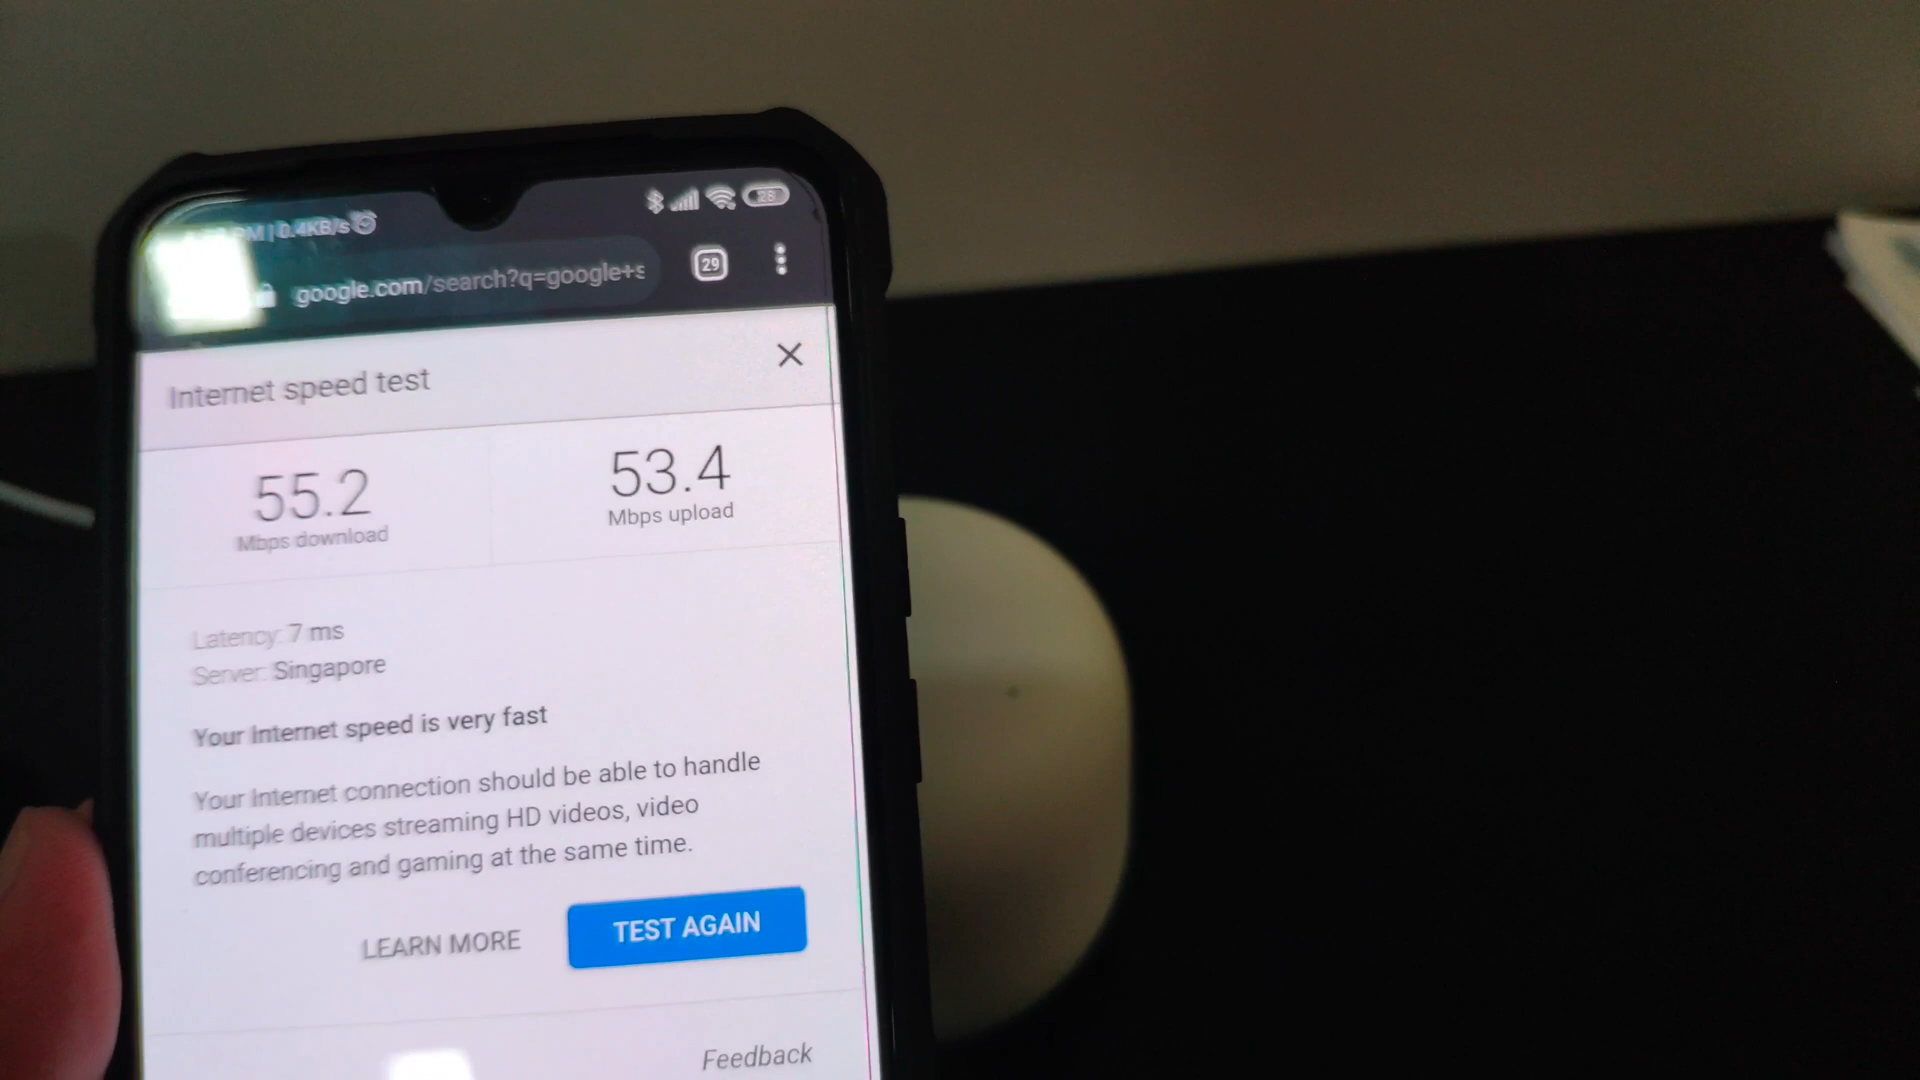 PM | 0.4KB/s
28
google.com/search?q=google+s
29
Internet speed test
55.2
Mbps download
53.4
Mbps upload
Latency: 7 ms
Server: Singapore
Your Internet speed is very fast
Your Internet connection should be able to handle
multiple devices streaming HD videos, video
conferencing and gaming at the same time.
LEARN MORE
TEST AGAIN
Feedback